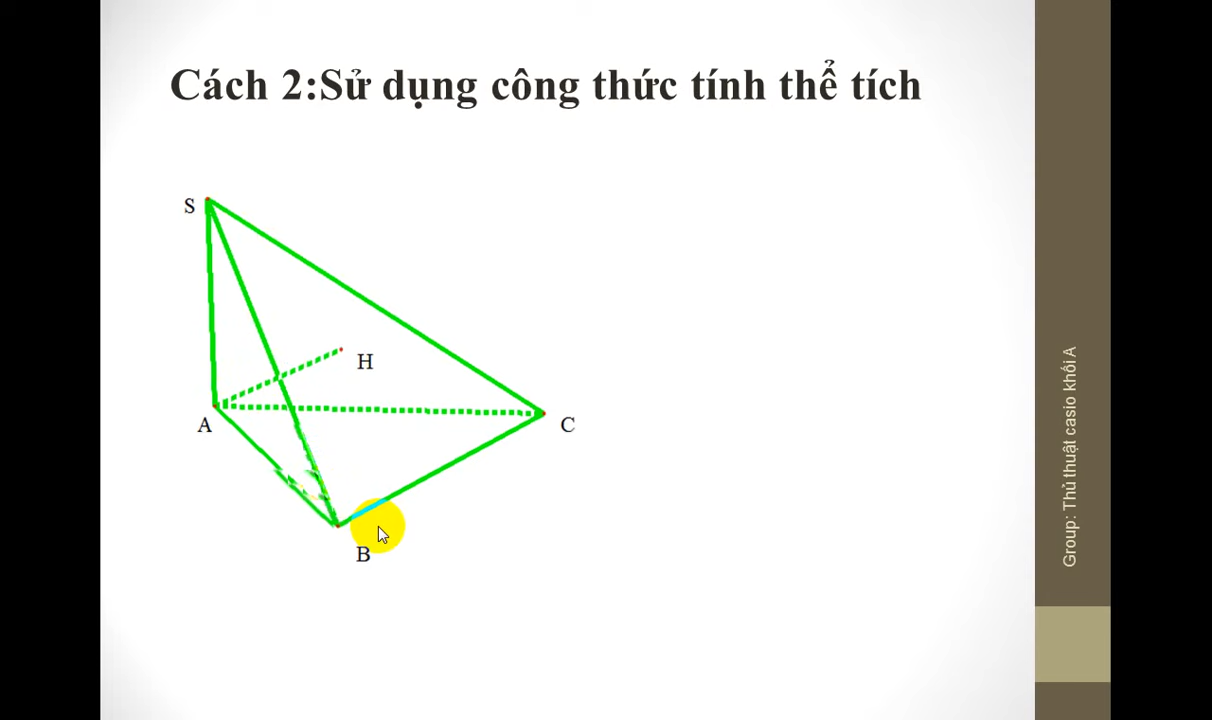 Cách 2:Sử dụng công thức tính thể tích
S
H
A
C
B
Group: Thủ thuật casio khối A